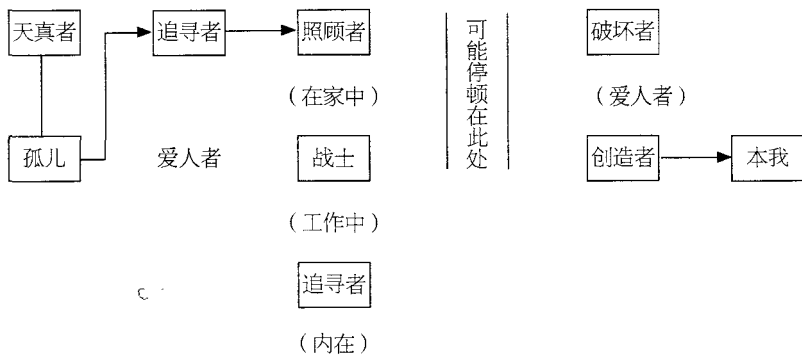 天真者
追寻者
照顾者
(在家中)
可能停顿在此处
破坏者
(爱人者)
孤儿
爱人者
战士
(工作中)
创造者
本我
追寻者
(内在)